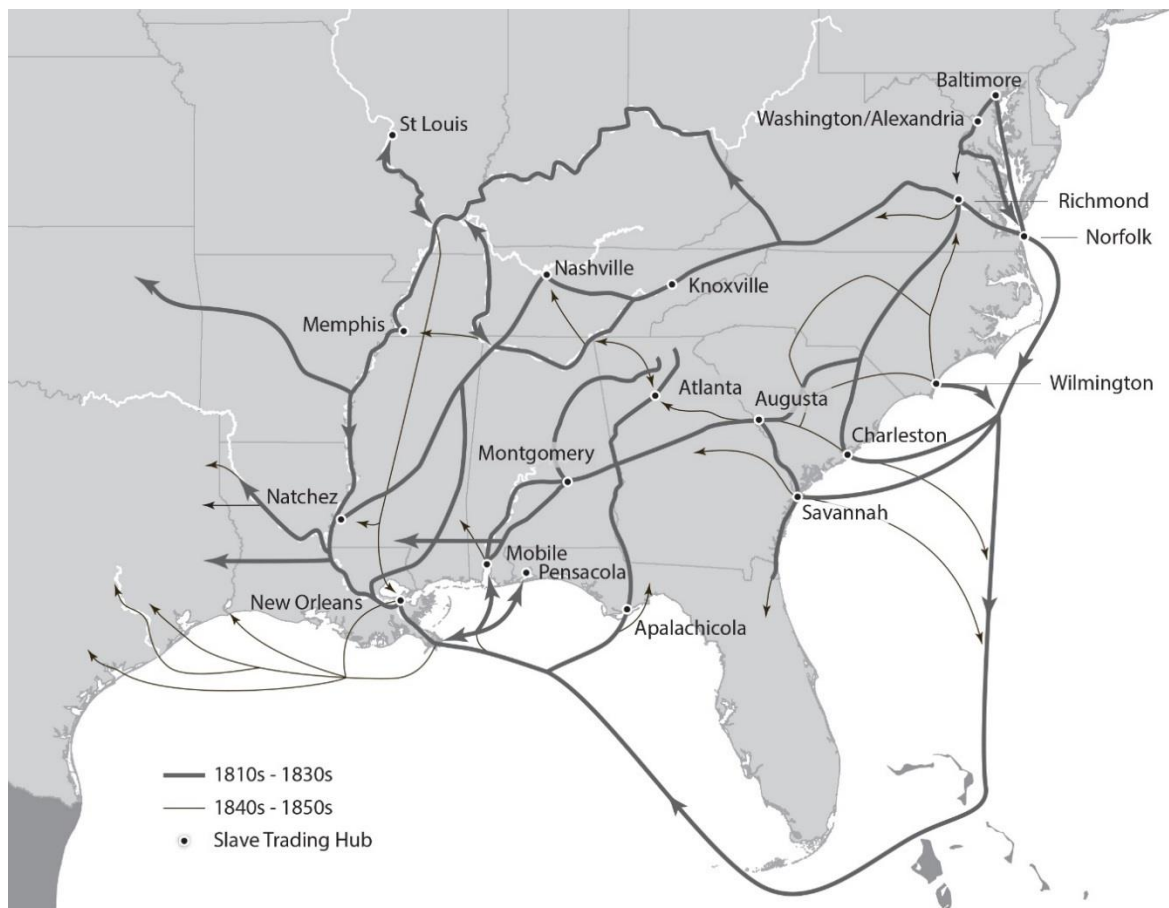 Baltimore
St Louis
Washington/Alexandria
Richmond
Norfolk
Nashville
Knoxville
Memphis
Wilmington
Atlanta
Augusta
Charleston
Montgomery
Natchez
Savannah
Mobile
Pensacola
New Orleans
Apalachicola
1810s - 1830s
1840s - 1850s
Slave Trading Hub